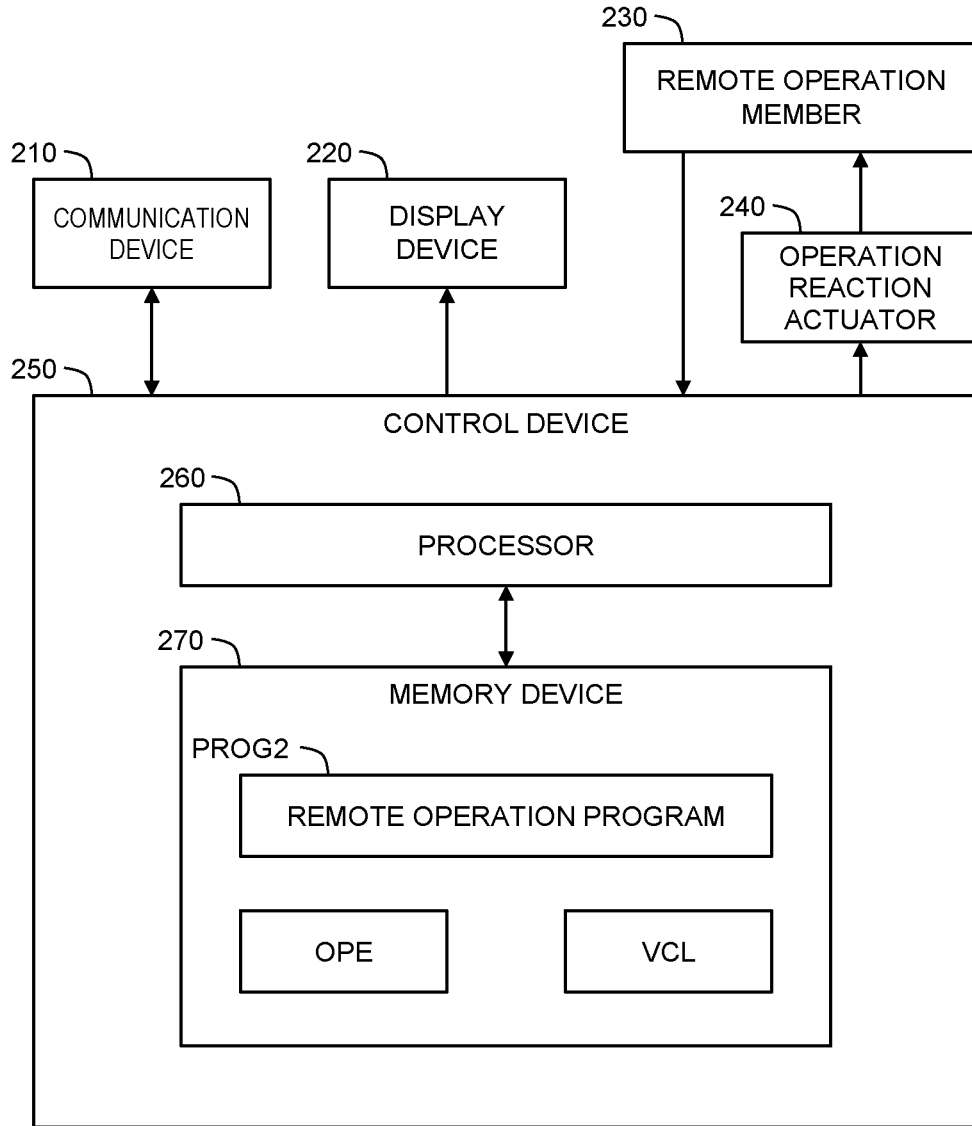 230
REMOTE OPERATION
MEMBER
210
COMMUNICATION
DEVICE
220
DISPLAY
DEVICE
240
OPERATION
REACTION
ACTUATOR
250
CONTROL DEVICE
260
PROCESSOR
270
MEMORY DEVICE
PROG2
REMOTE OPERATION PROGRAM
OPE
VCL